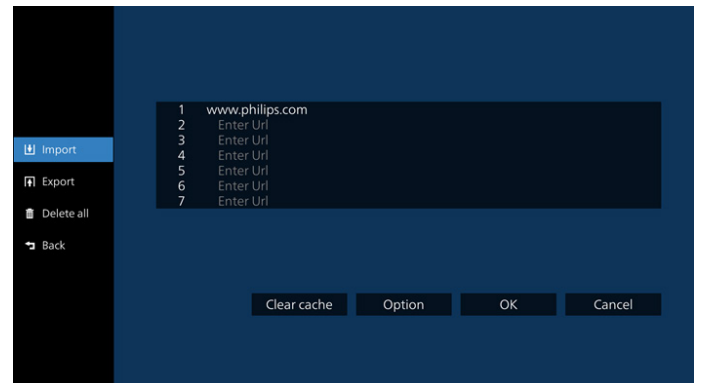 1 www.philips.com
2 Enter Url
3 Enter Url
4 Enter Url
5 Enter Url
6 Enter Url
7 Enter Url
Import
Export
Delete all
Back
Clear cache Option OK Cancel